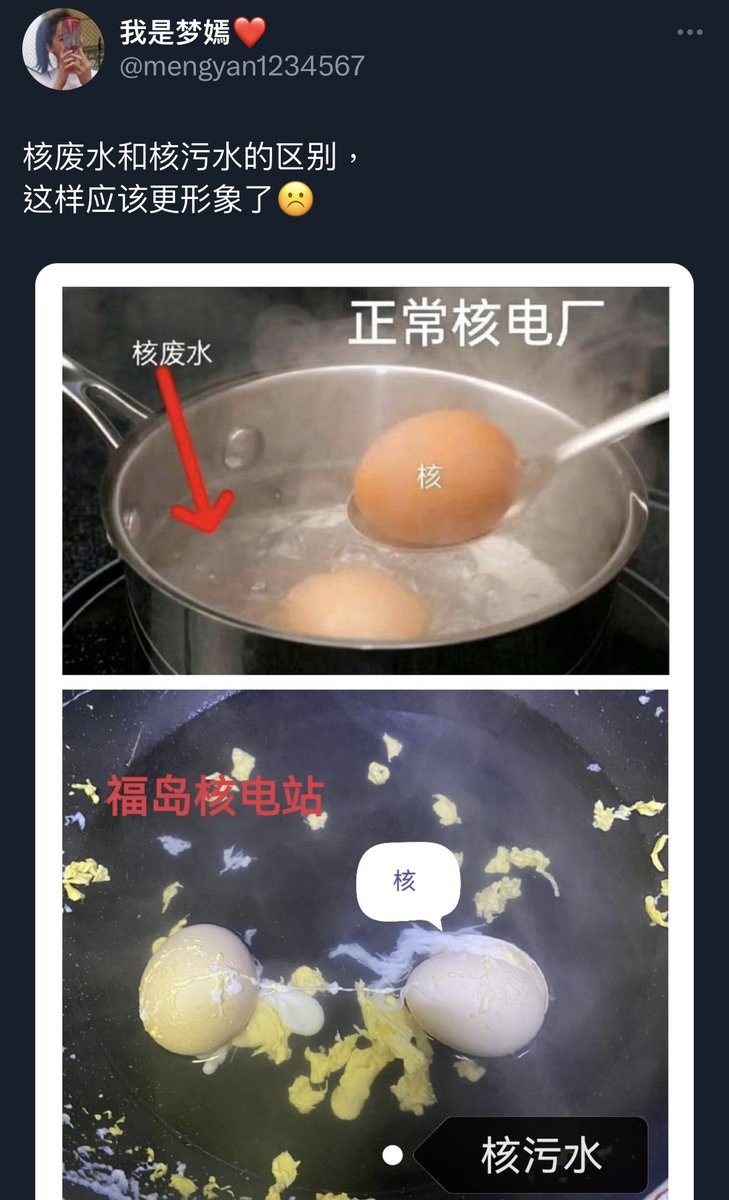 我是梦嫣❤️
@mengyan1234567
核废水和核污水的区别，
这样应该更形象了☹️
正常核电厂
核废水
核
福岛核电站
核
核污水